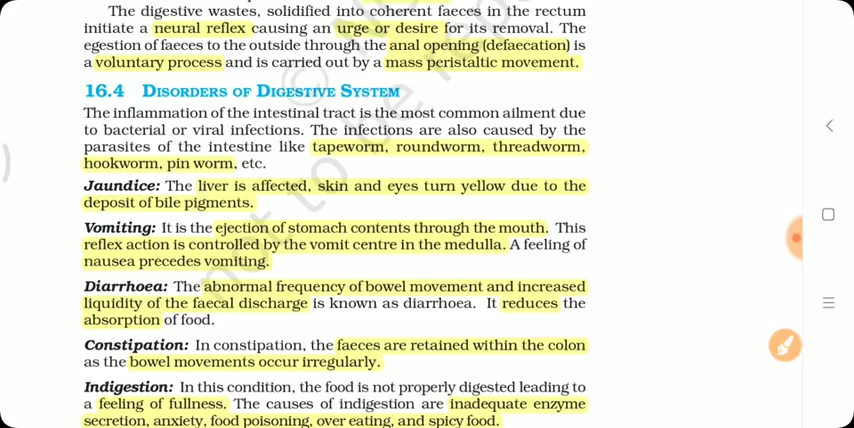 The digestive wastes, solidified into coherent faeces in the rectum
initiate a neural reflex causing an urge or desire for its removal. The
egestion of faeces to the outside through the anal opening (defaecation) is
a voluntary process and is carried out by a mass peristaltic movement.
16.4 DISORDERS OF DIGESTIVE SYSTEM
The inflammation of the intestinal tract is the most common ailment due
to bacterial or viral infections. The infections are also caused by the
parasites of the intestine like tapeworm, roundworm, threadworm,
hookworm, pin worm, etc.
Jaundice: The liver is affected, skin and eyes turn yellow due to the
deposit of bile pigments.
Vomiting: It is the ejection of stomach contents through the mouth. This
reflex action is controlled by the vomit centre in the medulla. A feeling of
nausea precedes vomiting.
Diarrhoea: The abnormal frequency of bowel movement and increased
liquidity of the faecal discharge is known as diarrhoea. It reduces the
absorption of food.
Constipation: In constipation, the faeces are retained within the colon
as the bowel movements occur irregularly.
Indigestion: In this condition, the food is not properly digested leading to
a feeling of fullness. The causes of indigestion are inadequate enzyme
secretion, anxiety, food poisoning, over eating, and spicy food.
not to be rep